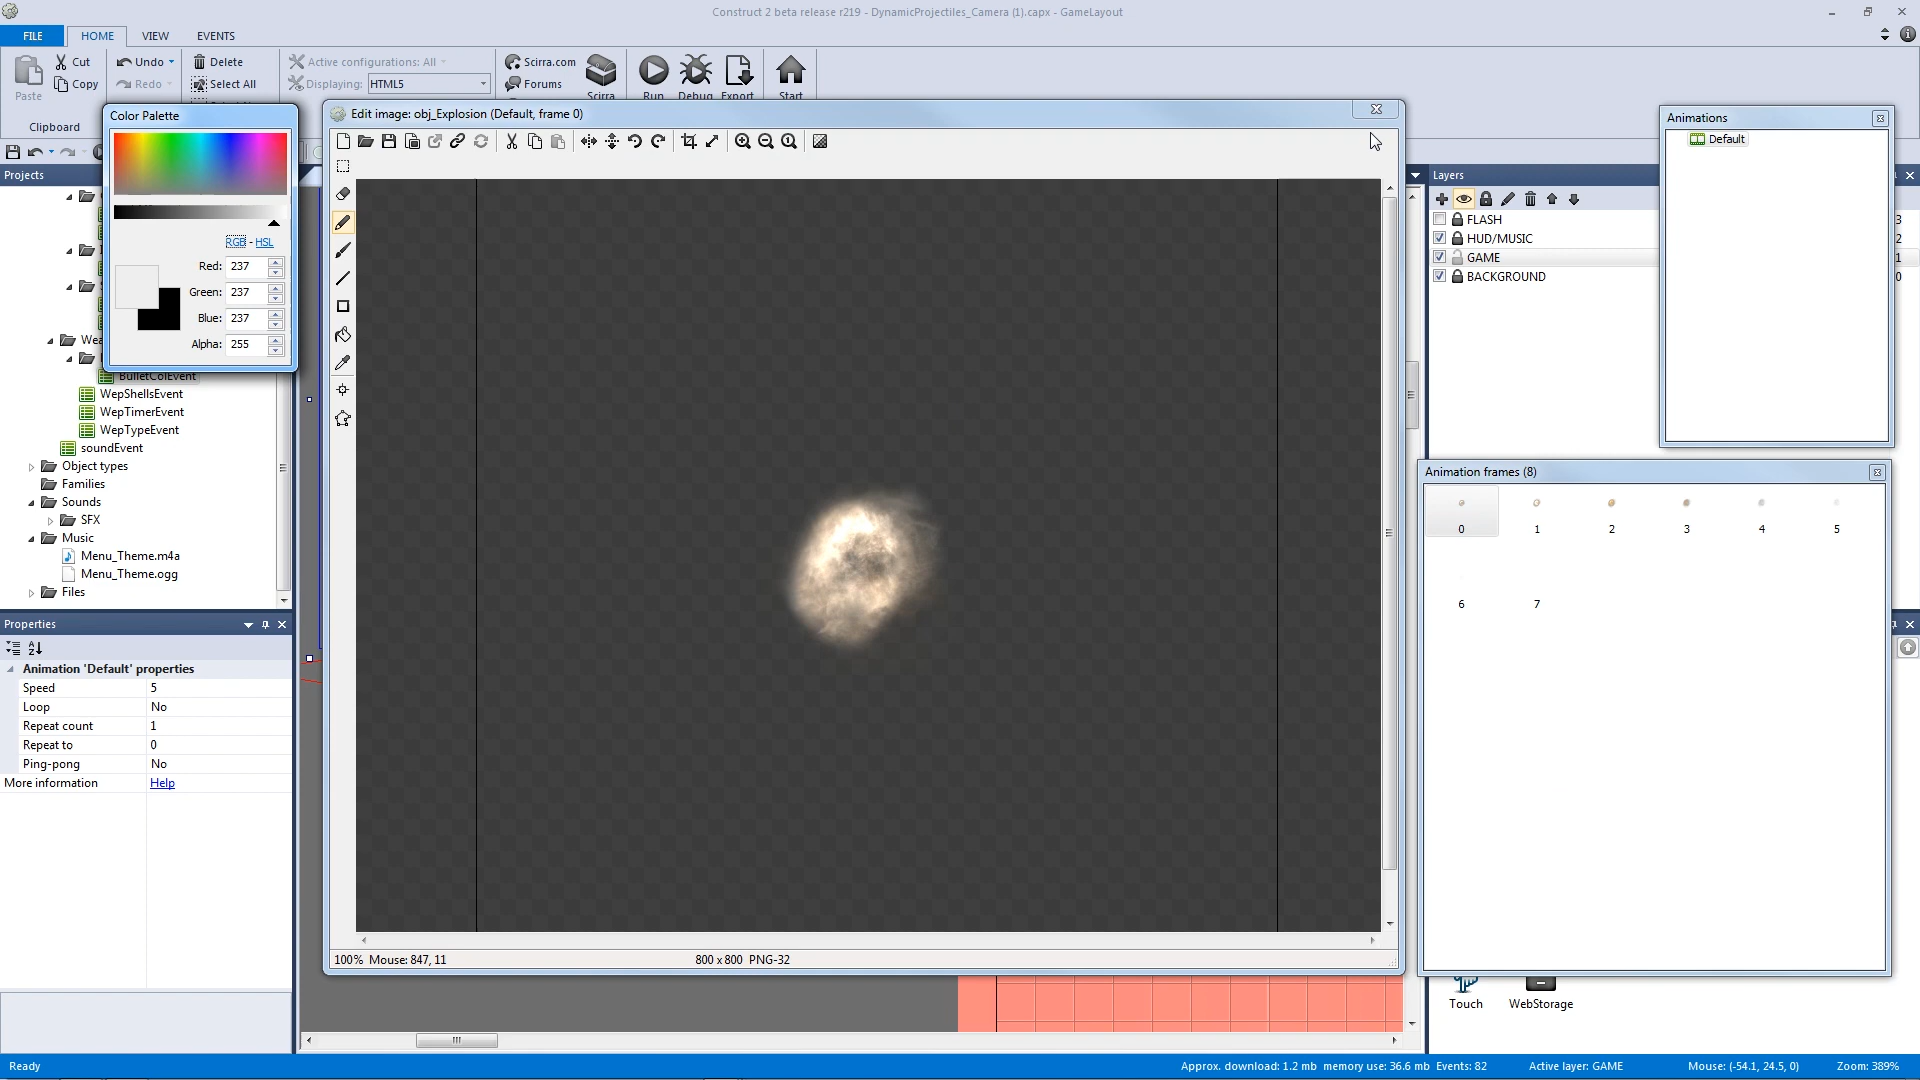 Construct 2 beta release r219 - DynamicProjectiles_Camera (1).capx - GameLayout
FILE HOME VIEW EVENTS
Paste Cut Copy Undo Redo Delete Select All
Active configurations: All
Displaying: HTML5
Scirra.com Forums Scirra Run Debug Export Start
Clipboard
Color Palette
RGB - HSL
Red: 237
Green: 237
Blue: 237
Alpha: 255
Edit image: obj_Explosion (Default, frame 0)
100% Mouse: 847, 11 800 x 800 PNG-32
Projects
BulletColEvent
WepShellsEvent
WepTimerEvent
WepTypeEvent
soundEvent
Object types
Families
Sounds
SFX
Music
Menu_Theme.m4a
Menu_Theme.ogg
Files
Properties
Animation 'Default' properties
Speed 5
Loop No
Repeat count 1
Repeat to 0
Ping-pong No
More information Help
Layers
FLASH 3
HUD/MUSIC 2
GAME 1
BACKGROUND 0
Animations
Default
Animation frames (8)
0 1 2 3 4 5
6 7
Touch WebStorage
Ready Approx. download: 1.2 mb memory use: 36.6 mb Events: 82 Active layer: GAME Mouse: (-54.1, 24.5, 0) Zoom: 389%